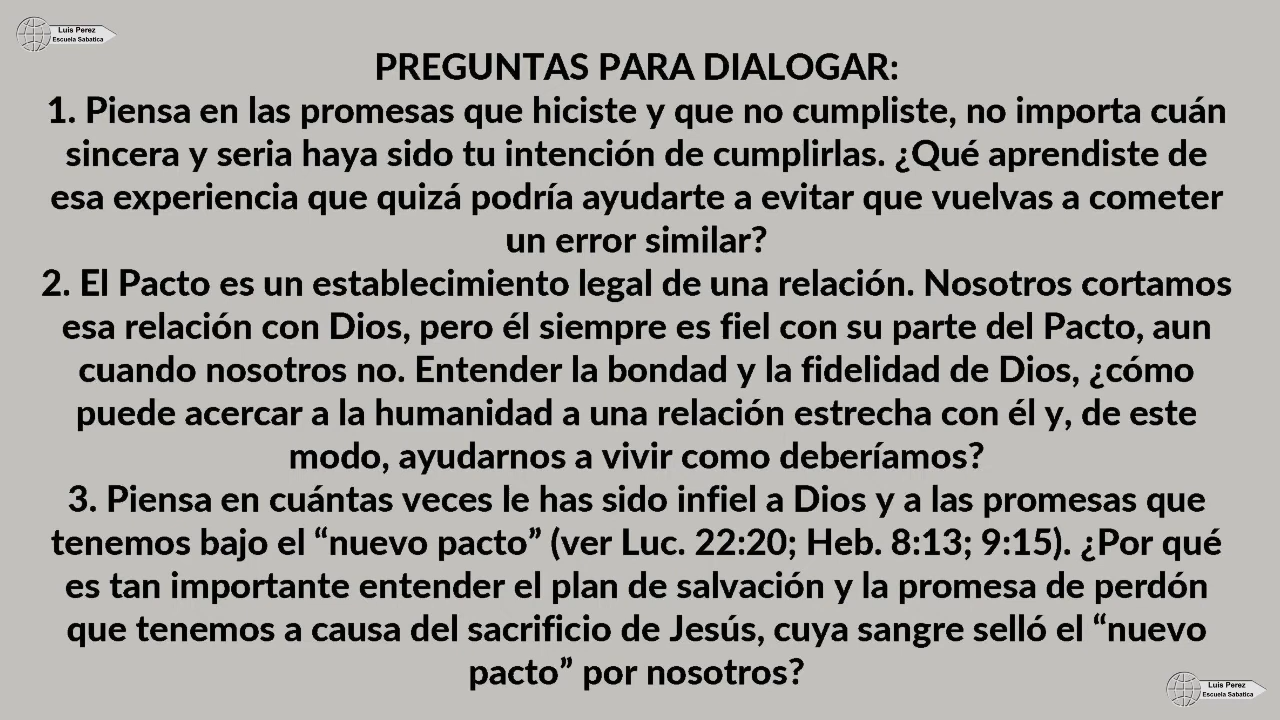 Luis Perez
Escuela Sabatica
PREGUNTAS PARA DIALOGAR:
1. Piensa en las promesas que hiciste y que no cumpliste, no importa cuán
sincera y seria haya sido tu intención de cumplirlas. ¿Qué aprendiste de
esa experiencia que quizá podría ayudarte a evitar que vuelvas a cometer
un error similar?
2. El Pacto es un establecimiento legal de una relación. Nosotros cortamos
esa relación con Dios, pero él siempre es fiel con su parte del Pacto, aun
cuando nosotros no. Entender la bondad y la fidelidad de Dios, ¿cómo
puede acercar a la humanidad a una relación estrecha con él y, de este
modo, ayudarnos a vivir como deberíamos?
3. Piensa en cuántas veces le has sido infiel a Dios y a las promesas que
tenemos bajo el “nuevo pacto” (ver Luc. 22:20; Heb. 8:13; 9:15). ¿Por qué
es tan importante entender el plan de salvación y la promesa de perdón
que tenemos a causa del sacrificio de Jesús, cuya sangre selló el “nuevo
pacto” por nosotros?
Luis Perez
Escuela Sabatica